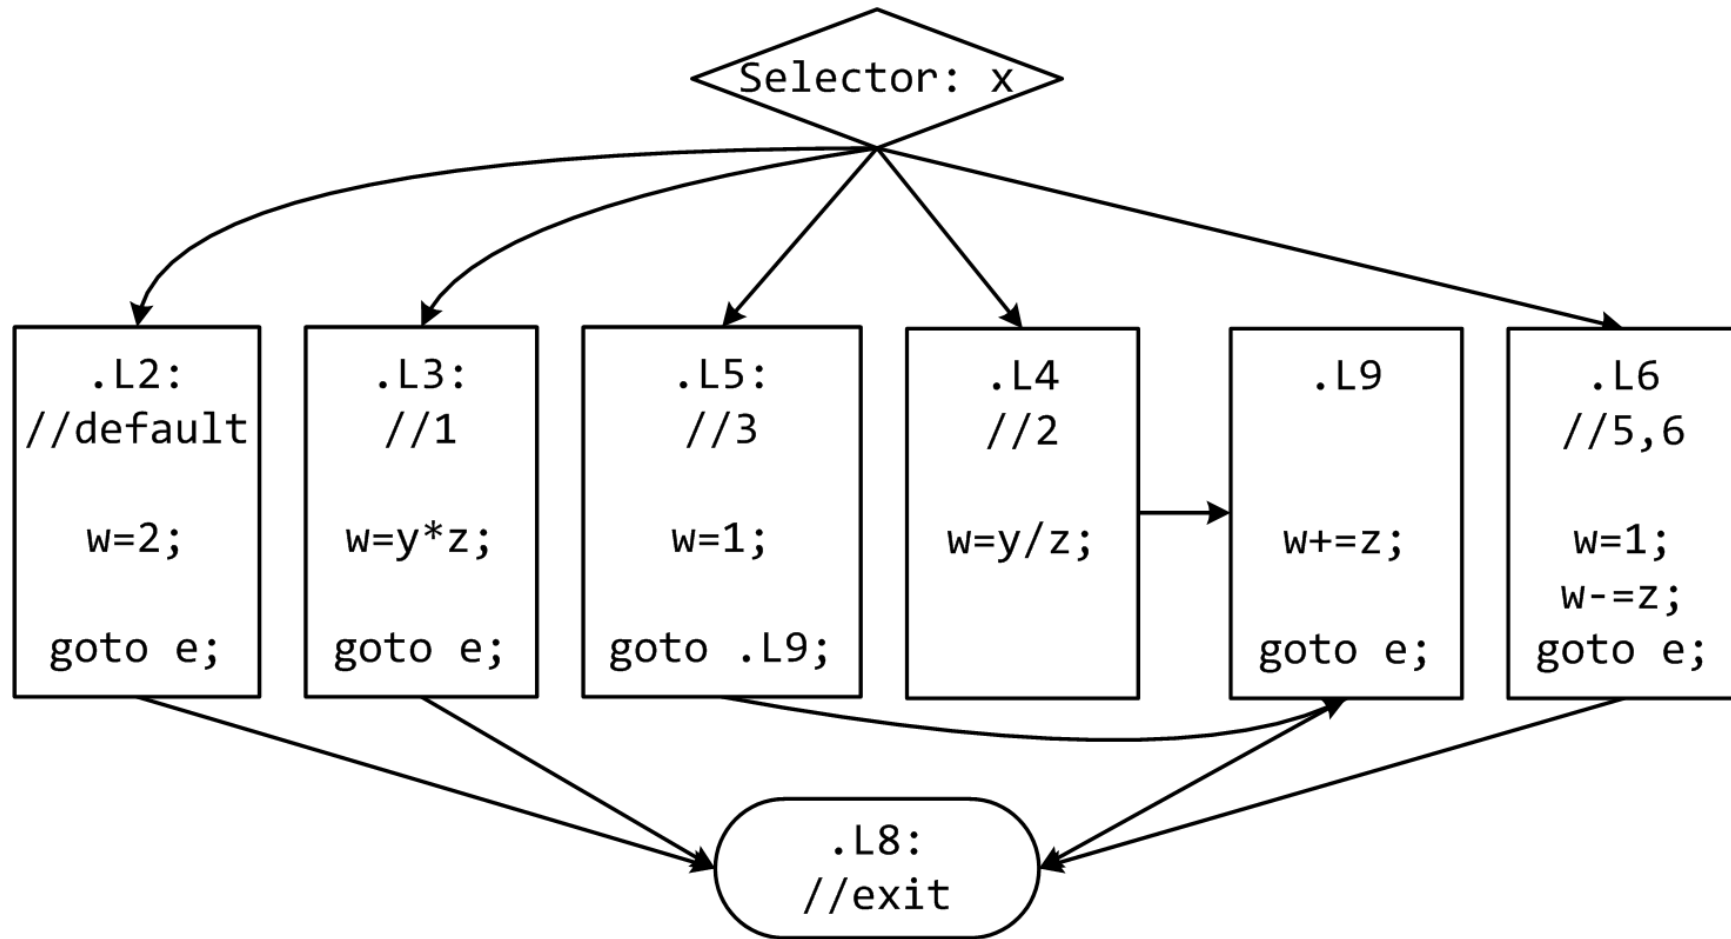 Selector: x
.L2:
//default
w=2;
goto e;
.L3:
//1
w=y*z;
goto e;
.L5:
//3
w=1;
goto .L9;
.L4
//2
w=y/z;
.L9
w+=z;
goto e;
.L6
//5,6
w=1;
w-=z;
goto e;
.L8:
//exit